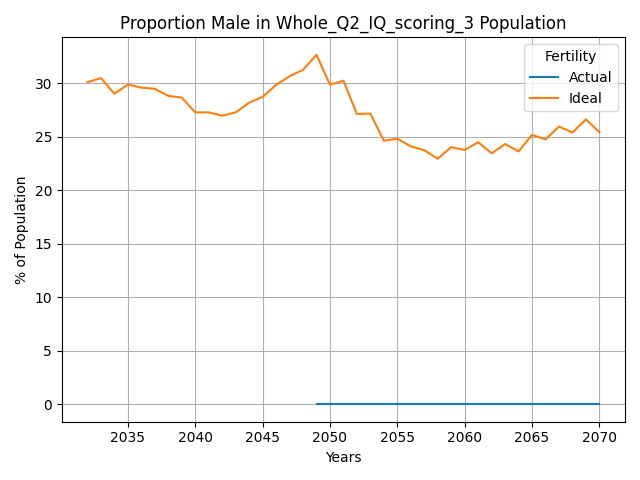 Proportion Male in Whole_Q2_IQ_scoring_3 Population
Fertility
Actual
Ideal
% of Population
30
25
20
15
10
5
0
2035 2040 2045 2050 2055 2060 2065 2070
Years